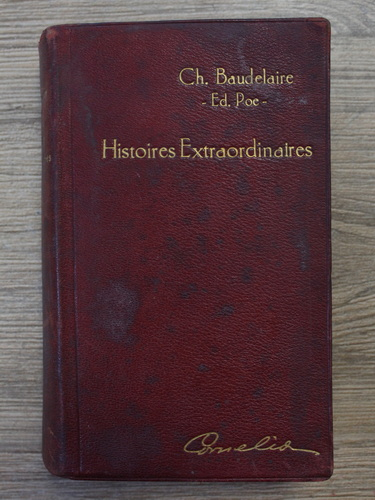 Ch. Baudelaire
- Ed. Poe -
Histoires Extraordinaires
Cornelia